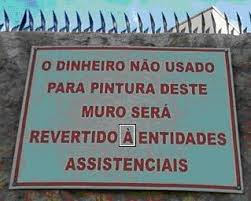 O DINHEIRO NÃO USADO
PARA PINTURA DESTE
MURO SERÁ
REVERTIDO À ENTIDADES
ASSISTENCIAIS